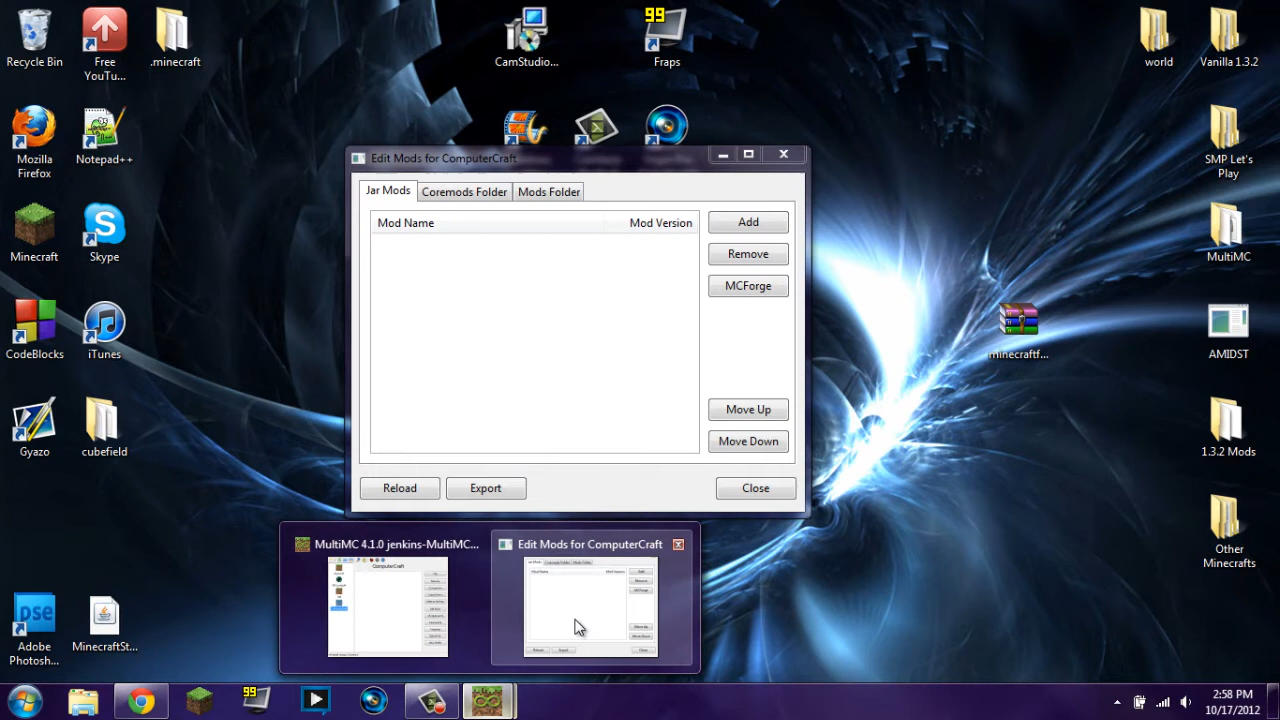 Recycle Bin
Free
YouTu...
.minecraft
CamStudio...
99
Fraps
world
Vanilla 1.3.2
Mozilla
Firefox
Notepad++
SMP Let's
Play
Edit Mods for ComputerCraft
Jar Mods
Coremods Folder
Mods Folder
Mod Name
Mod Version
Add
Remove
MCForge
Move Up
Move Down
Reload
Export
Close
Minecraft
Skype
MultiMC
CodeBlocks
iTunes
minecraftf...
AMIDST
Gyazo
cubefield
1.3.2 Mods
MultiMC 4.1.0 jenkins-MultiMC...
Edit Mods for ComputerCraft
ComputerCraft
Other
Minecrafts
pse
Adobe
Photosh...
MinecraftSt...
99
2:58 PM
10/17/2012